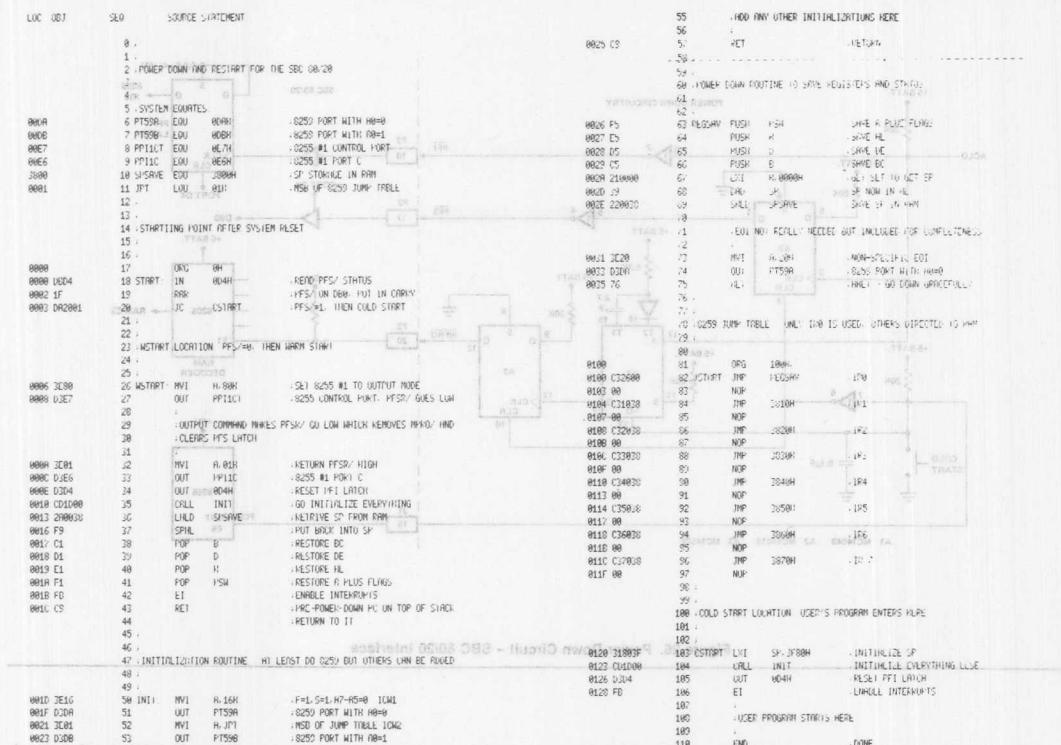 LOC OBJ SEQ SOURCE STATEMENT
0 ;
1 ;
2 ;POWER DOWN AND RESTART FOR THE SBC 80/20
3 ;
4 ;
5 ;SYSTEM EQUATES
00DA 6 PT59A EQU 0DAH ;8259 PORT WITH A0=0
00DB 7 PT59B EQU 0DBH ;8259 PORT WITH A0=1
00E7 8 PPI1CT EQU 0E7H ;8255 #1 CONTROL PORT
00E6 9 PPI1C EQU 0E6H ;8255 #1 PORT C
3800 10 SPSAVE EQU 3800H ;SP STORAGE IN RAM
0001 11 JPT EQU 01H ;MSB OF 8259 JUMP TABLE
12 ;
13 ;
14 ;STARTIING POINT AFTER SYSTEM RESET
15 ;
16 ;
0000 17 ORG 0H
0000 DBD4 18 START: IN 0D4H ;READ PFS/ STATUS
0002 1F 19 RAR ;PFS/ ON DB0, PUT IN CARRY
0003 DA2001 20 JC CSTART ;PFS/=1, THEN COLD START
21 ;
22 ;
23 ;WSTART LOCATION PFS/=0, THEN WARM START
24 ;
25 ;
0006 3E80 26 WSTART: MVI A,80H ;SET 8255 #1 TO OUTPUT MODE
0008 D3E7 27 OUT PPI1CT ;8255 CONTROL PORT, PFSR/ GOES LOW
28 ;
29 ;OUTPUT COMMAND MAKES PFSR/ GO LOW WHICH REMOVES MPRO/ AND
30 ;CLEARS PFS LATCH
31 ;
000A 3E01 32 MVI A,01H ;RETURN PFSR/ HIGH
000C D3E6 33 OUT PPI1C ;8255 #1 PORT C
000E D3D4 34 OUT 0D4H ;RESET PFI LATCH
0010 CD1D00 35 CALL INIT ;GO INITIALIZE EVERYTHING
0013 2A0038 36 LHLD SPSAVE ;RETRIVE SP FROM RAM
0016 F9 37 SPHL ;PUT BACK INTO SP
0017 C1 38 POP B ;RESTORE BC
0018 D1 39 POP D ;RESTORE DE
0019 E1 40 POP H ;RESTORE HL
001A F1 41 POP PSW ;RESTORE A PLUS FLAGS
001B FB 42 EI ;ENABLE INTERRUPTS
001C C9 43 RET ;PRE-POWER-DOWN PC ON TOP OF STACK
44 ;RETURN TO IT
45 ;
46 ;
47 ;INITIALIZATION ROUTINE AT LEAST DO 8259 BUT OTHERS CAN BE ADDED
48 ;
49 ;
001D 3E16 50 INIT: MVI A,16H ;F=1,S=1,A7-A5=0 ICW1
001F D3DA 51 OUT PT59A ;8259 PORT WITH A0=0
0021 3E01 52 MVI A,JPT ;MSB OF JUMP TABLE ICW2
0023 D3DB 53 OUT PT59B ;8259 PORT WITH A0=1
55 ;ADD ANY OTHER INITIALIZATIONS HERE
56 ;
0025 C9 57 RET ;RETURN
58 ;
59 ;
60 ;POWER DOWN ROUTINE TO SAVE REGISTERS AND STATUS
61 ;
62 ;
0026 F5 63 REGSAV: PUSH PSW ;SAVE A PLUS FLAGS
0027 E5 64 PUSH H ;SAVE HL
0028 D5 65 PUSH D ;SAVE DE
0029 C5 66 PUSH B ;SAVE BC
002A 210000 67 LXI H,0000H ;GET SET TO GET SP
002D 39 68 DAD SP ;SP NOW IN HL
002E 220038 69 SHLD SPSAVE ;SAVE SP IN RAM
70 ;
71 ;EOI NOT REALLY NEEDED BUT INCLUDED FOR COMPLETENESS
72 ;
0031 3E20 73 MVI A,20H ;NON-SPECIFIC EOI
0033 D3DA 74 OUT PT59A ;8259 PORT WITH A0=0
0035 76 75 HLT ;HALT - GO DOWN GRACEFULLY
76 ;
77 ;
78 ;8259 JUMP TABLE ONLY IR0 IS USED, OTHERS DIRECTED TO RAM
79 ;
80 ;
0100 81 ORG 100H
0100 C32600 82 JSTART: JMP REGSAV ;IR0
0103 00 83 NOP
0104 C31038 84 JMP 3810H ;IR1
0107 00 85 NOP
0108 C32038 86 JMP 3820H ;IR2
010B 00 87 NOP
010C C33038 88 JMP 3830H ;IR3
010F 00 89 NOP
0110 C34038 90 JMP 3840H ;IR4
0113 00 91 NOP
0114 C35038 92 JMP 3850H ;IR5
0117 00 93 NOP
0118 C36038 94 JMP 3860H ;IR6
011B 00 95 NOP
011C C37038 96 JMP 3870H ;IR7
011F 00 97 NOP
98 ;
99 ;
100 ;COLD START LOCATION USER'S PROGRAM ENTERS HERE
101 ;
102 ;
0120 31803F 103 CSTART: LXI SP,3F80H ;INITIALIZE SP
0123 CD1D00 104 CALL INIT ;INITIALIZE EVERYTHING ELSE
0126 D3D4 105 OUT 0D4H ;RESET PFI LATCH
0128 FB 106 EI ;ENABLE INTERRUPTS
107 ;
108 ;USER PROGRAM STARTS HERE
109 ;
110 END ;DONE